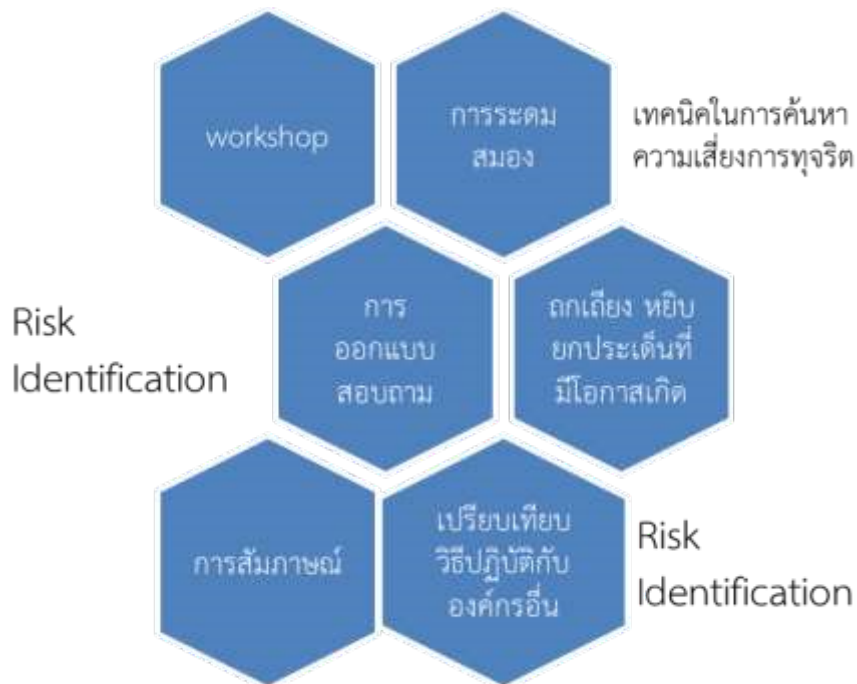 workshop
การระดม
สมอง
เทคนิคในการค้นหา
ความเสี่ยงการทุจริต
Risk
Identification
การ
ออกแบบ
สอบถาม
ถกเถียง หยิบ
ยกประเด็นที่
มีโอกาสเกิด
การสัมภาษณ์
เปรียบเทียบ
วิธีปฏิบัติกับ
องค์กรอื่น
Risk
Identification